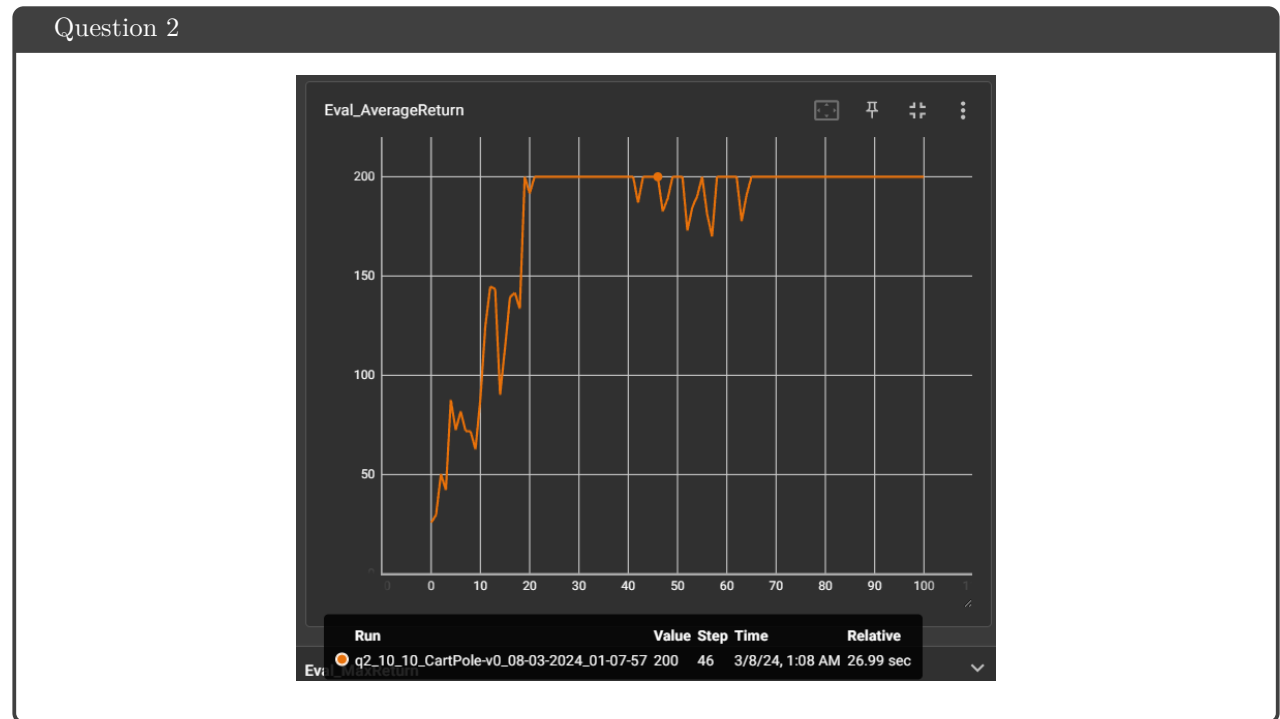 Question 2
Eval_AverageReturn
200
150
100
50
0 10 20 30 40 50 60 70 80 90 100
Run Value Step Time Relative
q2_10_10_CartPole-v0_08-03-2024_01-07-57 200 46 3/8/24, 1:08 AM 26.99 sec
Eval_MaxReturn